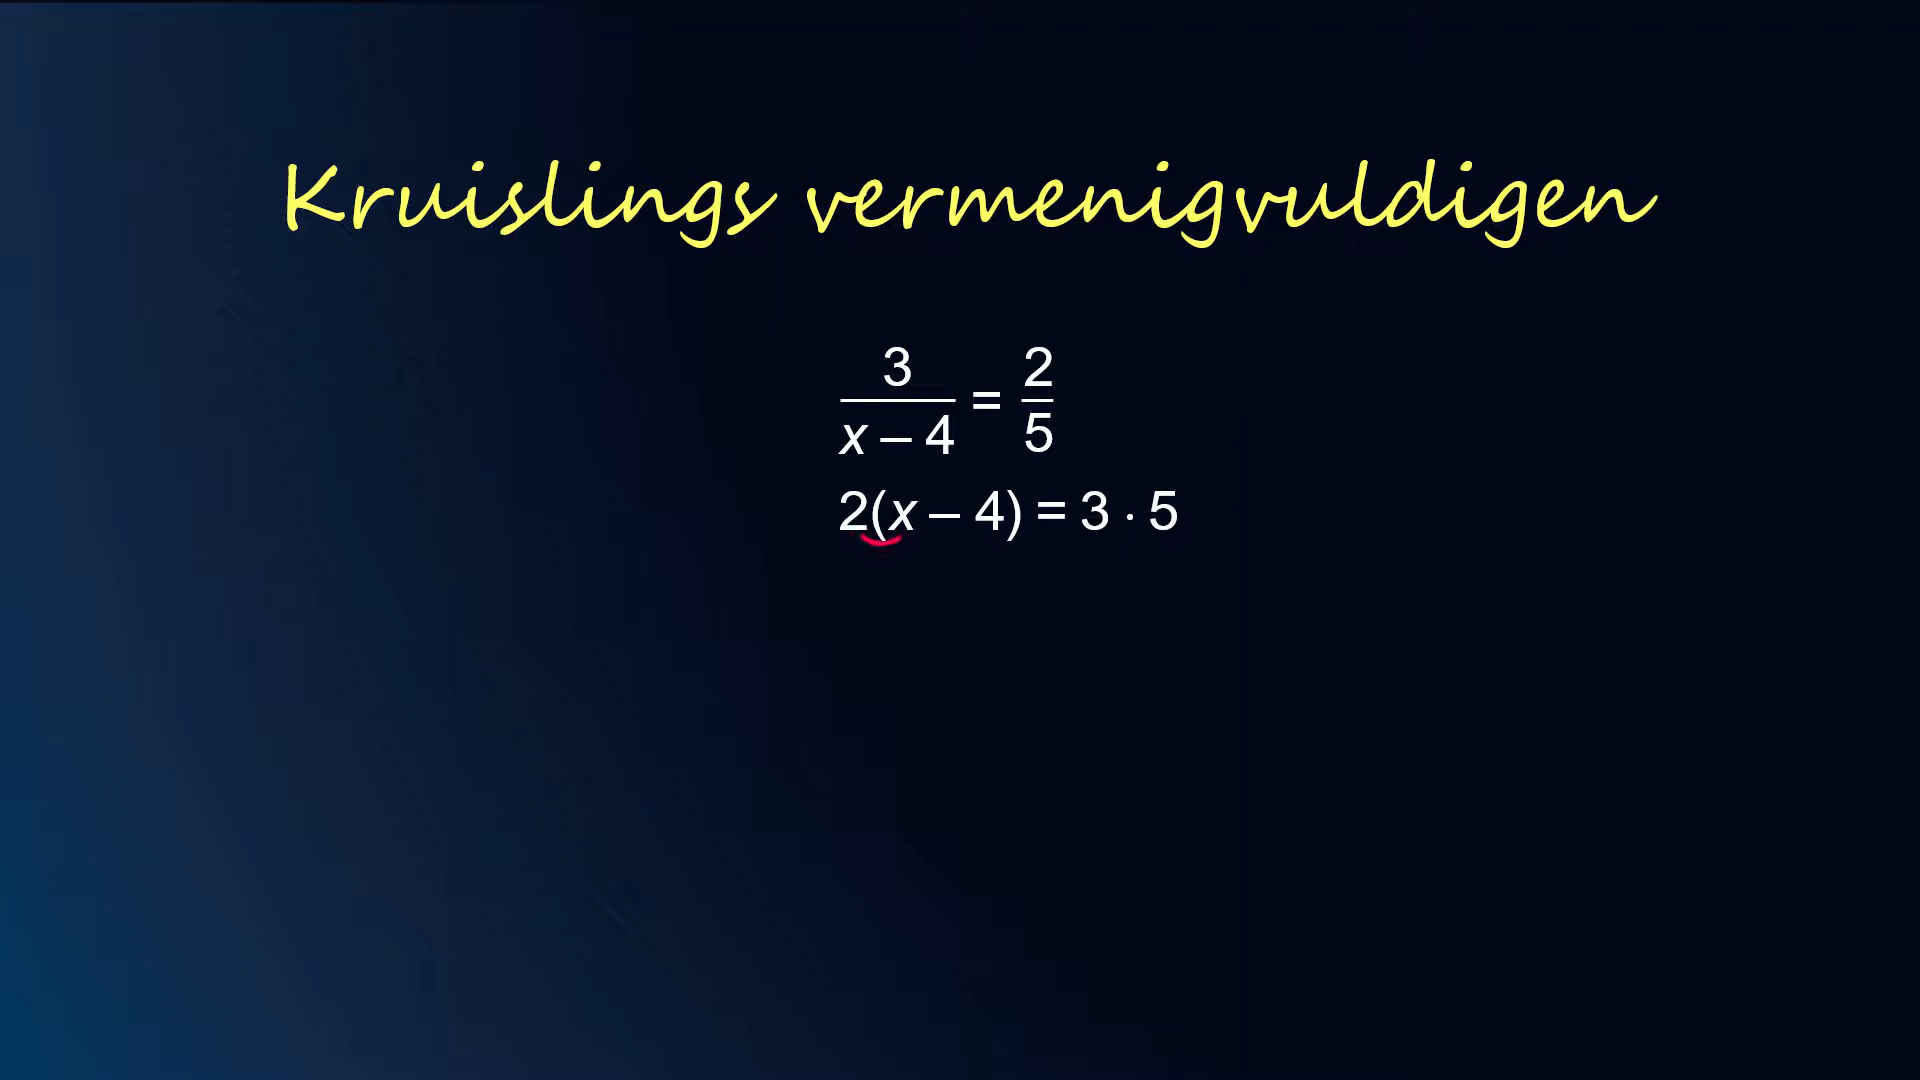 Kruislings vermenigvuldigen
3/(x – 4) = 2/5
2(x – 4) = 3 · 5